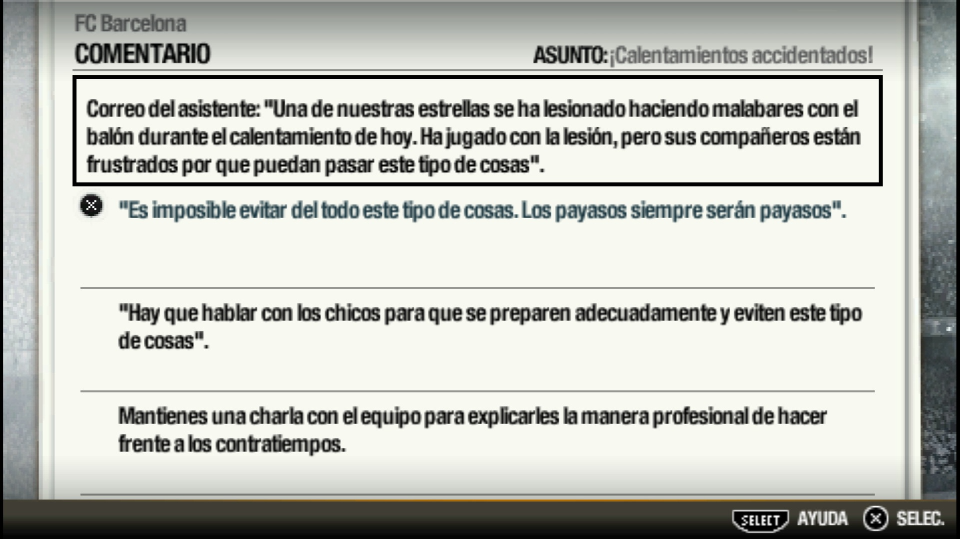 FC Barcelona
COMENTARIO
ASUNTO: ¡Calentamientos accidentados!
Correo del asistente: "Una de nuestras estrellas se ha lesionado haciendo malabares con el
balón durante el calentamiento de hoy. Ha jugado con la lesión, pero sus compañeros están
frustrados por que puedan pasar este tipo de cosas".
"Es imposible evitar del todo este tipo de cosas. Los payasos siempre serán payasos".
"Hay que hablar con los chicos para que se preparen adecuadamente y eviten este tipo
de cosas".
Mantienes una charla con el equipo para explicarles la manera profesional de hacer
frente a los contratiempos.
SELECT AYUDA SELEC.